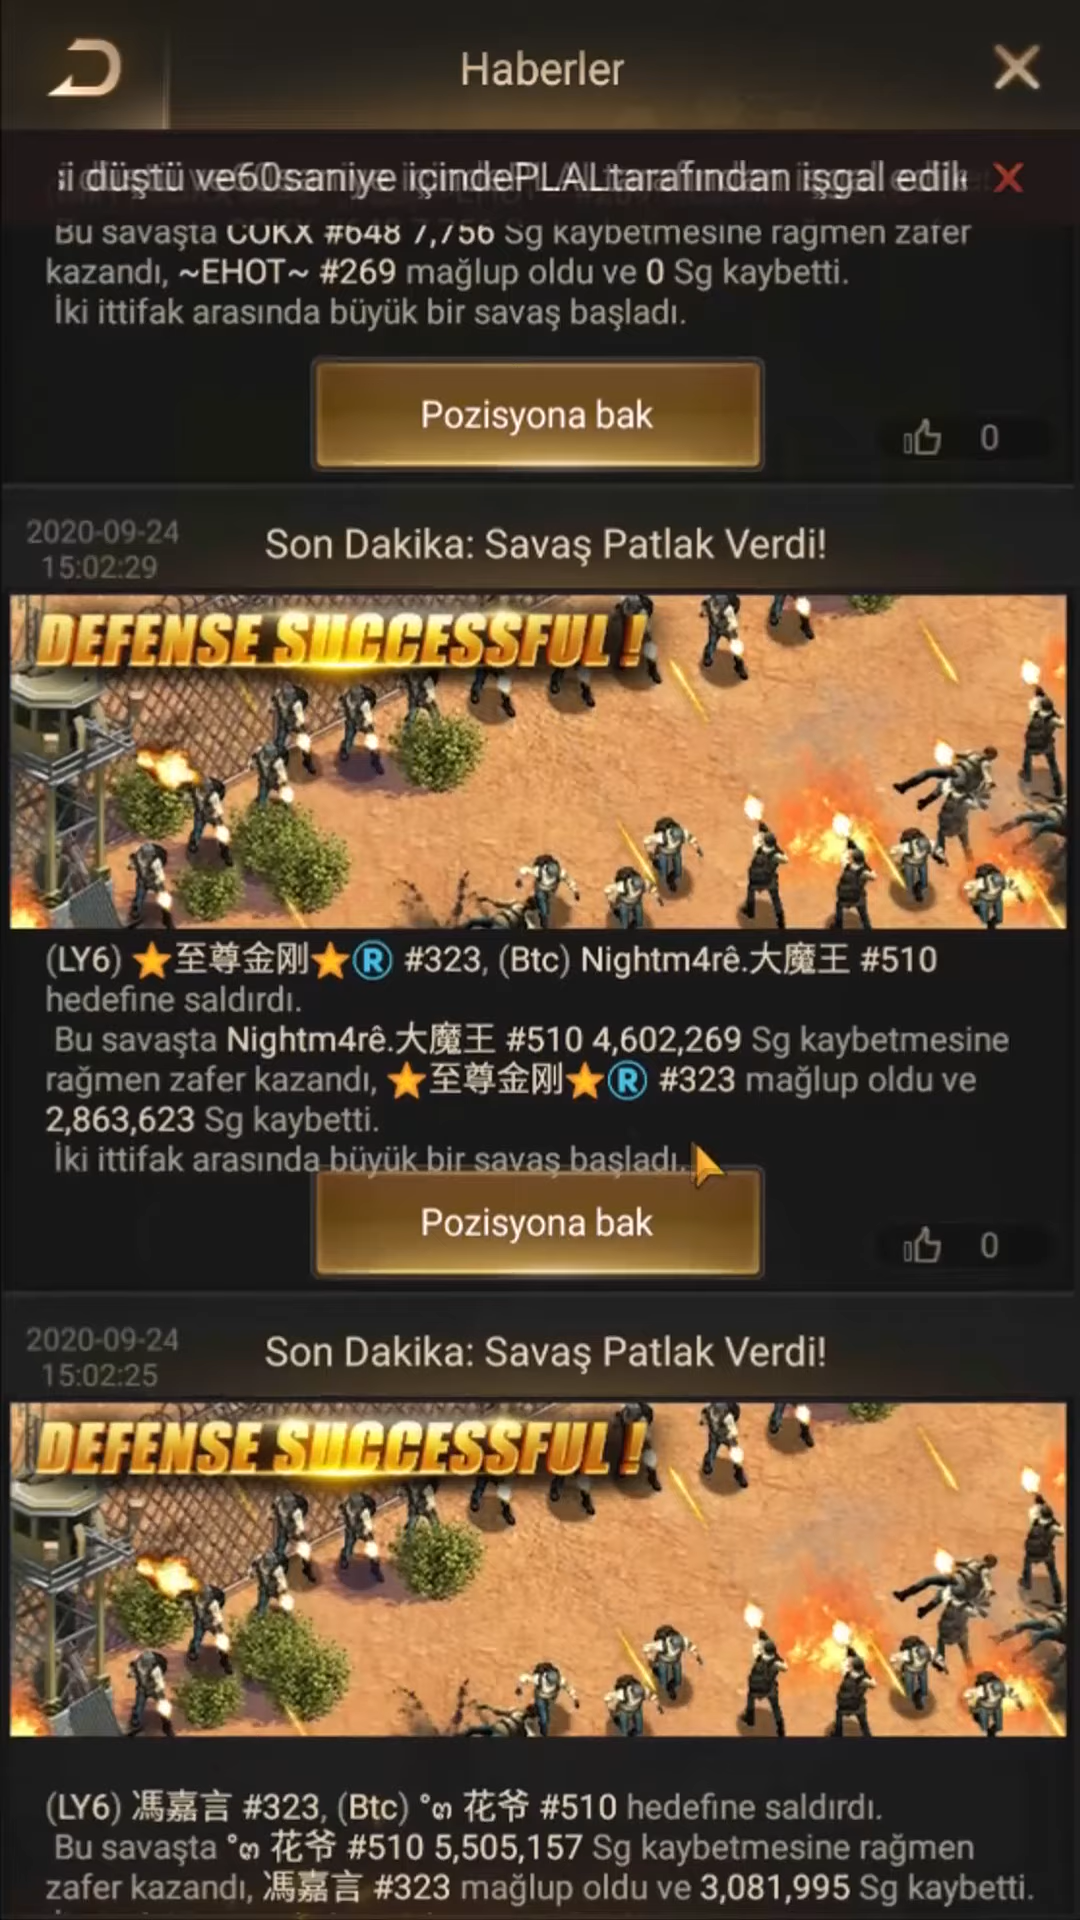 Haberler
düştü ve60saniye içindePLALtarafından işgal edil
Bu savaşta COKX #648 7,756 Sg kaybetmesine rağmen zafer
kazandı, ~EHOT~ #269 mağlup oldu ve 0 Sg kaybetti.
İki ittifak arasında büyük bir savaş başladı.
Pozisyona bak
0
2020-09-24
15:02:29
Son Dakika: Savaş Patlak Verdi!
DEFENSE SUCCESSFUL !
(LY6) ⭐至尊金刚⭐® #323, (Btc) Nightm4rê.大魔王 #510
hedefine saldırdı.
Bu savaşta Nightm4rê.大魔王 #510 4,602,269 Sg kaybetmesine
rağmen zafer kazandı, ⭐至尊金刚⭐® #323 mağlup oldu ve
2,863,623 Sg kaybetti.
İki ittifak arasında büyük bir savaş başladı.
Pozisyona bak
0
2020-09-24
15:02:25
Son Dakika: Savaş Patlak Verdi!
DEFENSE SUCCESSFUL !
(LY6) 馮嘉言 #323, (Btc) °ლ 花爷 #510 hedefine saldırdı.
Bu savaşta °ლ 花爷 #510 5,505,157 Sg kaybetmesine rağmen
zafer kazandı, 馮嘉言 #323 mağlup oldu ve 3,081,995 Sg kaybetti.